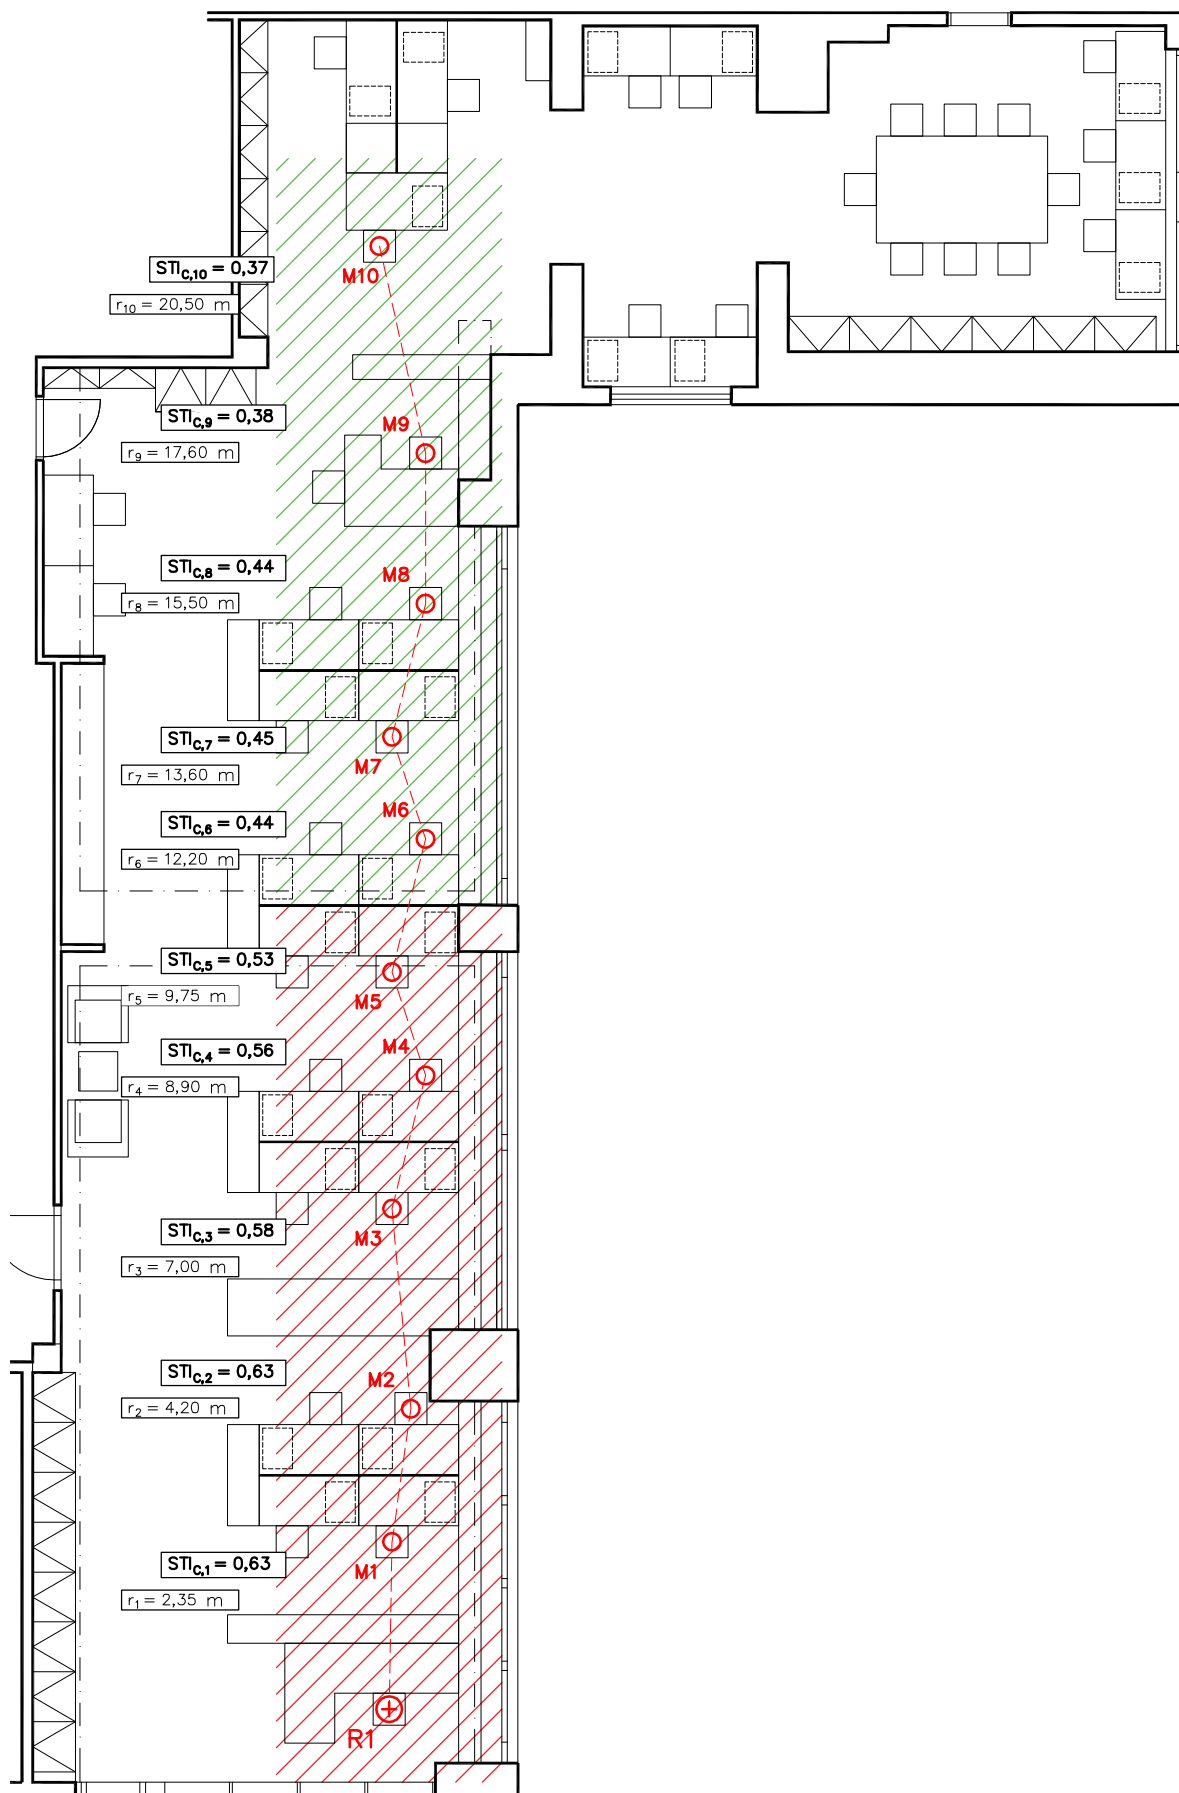 STI_C,10 = 0,37
M10
r_10 = 20,50 m
STI_C,9 = 0,38
M9
r_9 = 17,60 m
STI_C,8 = 0,44
M8
r_8 = 15,50 m
STI_C,7 = 0,45
M7
r_7 = 13,60 m
M6
STI_C,6 = 0,44
r_6 = 12,20 m
STI_C,5 = 0,53
r_5 = 9,75 m
M5
M4
STI_C,4 = 0,56
r_4 = 8,90 m
STI_C,3 = 0,58
M3
r_3 = 7,00 m
STI_C,2 = 0,63
M2
r_2 = 4,20 m
STI_C,1 = 0,63
M1
r_1 = 2,35 m
R1